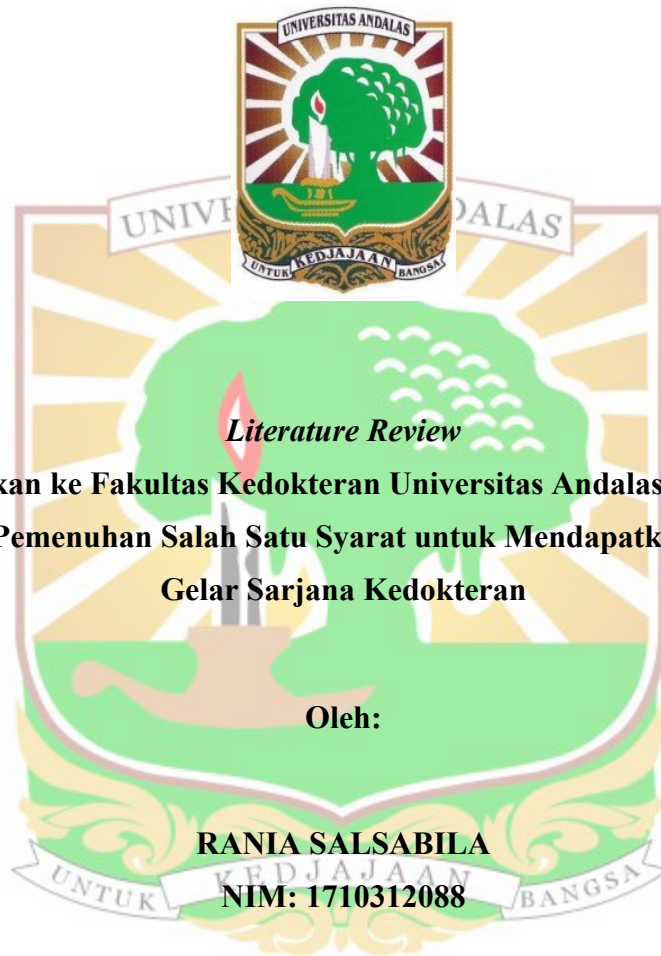 UNIVERSITAS ANDALAS
UNTUK KEDJAJAAN BANGSA
UNIVE DALAS
Literature Review
kan ke Fakultas Kedokteran Universitas Andalas
Pemenuhan Salah Satu Syarat untuk Mendapatk
Gelar Sarjana Kedokteran
Oleh:
RANIA SALSABILA
NIM: 1710312088
UNTUK KEDJAJAAN BANGSA